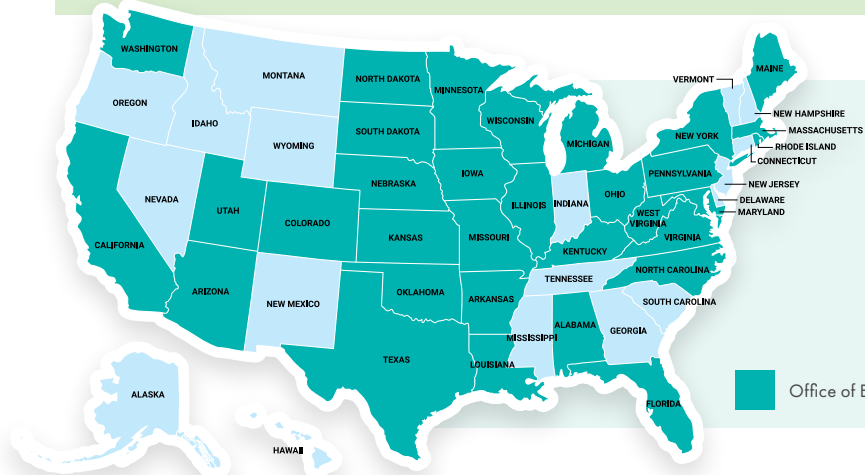 WASHINGTON
MONTANA
NORTH DAKOTA
MINNESOTA
MAINE
VERMONT
OREGON
IDAHO
WISCONSIN
NEW HAMPSHIRE
SOUTH DAKOTA
MICHIGAN
NEW YORK
MASSACHUSETTS
WYOMING
RHODE ISLAND
CONNECTICUT
NEBRASKA
IOWA
PENNSYLVANIA
NEVADA
UTAH
ILLINOIS
INDIANA
OHIO
NEW JERSEY
DELAWARE
MARYLAND
COLORADO
WEST
VIRGINIA
CALIFORNIA
KANSAS
MISSOURI
VIRGINIA
KENTUCKY
NORTH CAROLINA
TENNESSEE
ARIZONA
NEW MEXICO
OKLAHOMA
ARKANSAS
SOUTH CAROLINA
MISSISSIPPI
ALABAMA
GEORGIA
TEXAS
LOUISIANA
ALASKA
FLORIDA
Office of
HAWAII